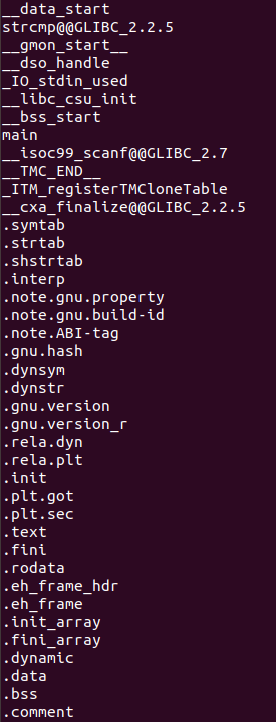 __data_start
strcmp@@GLIBC_2.2.5
__gmon_start__
__dso_handle
_IO_stdin_used
__libc_csu_init
__bss_start
main
__isoc99_scanf@@GLIBC_2.7
__TMC_END__
_ITM_registerTMCloneTable
__cxa_finalize@@GLIBC_2.2.5
.symtab
.strtab
.shstrtab
.interp
.note.gnu.property
.note.gnu.build-id
.note.ABI-tag
.gnu.hash
.dynsym
.dynstr
.gnu.version
.gnu.version_r
.rela.dyn
.rela.plt
.init
.plt.got
.plt.sec
.text
.fini
.rodata
.eh_frame_hdr
.eh_frame
.init_array
.fini_array
.dynamic
.data
.bss
.comment